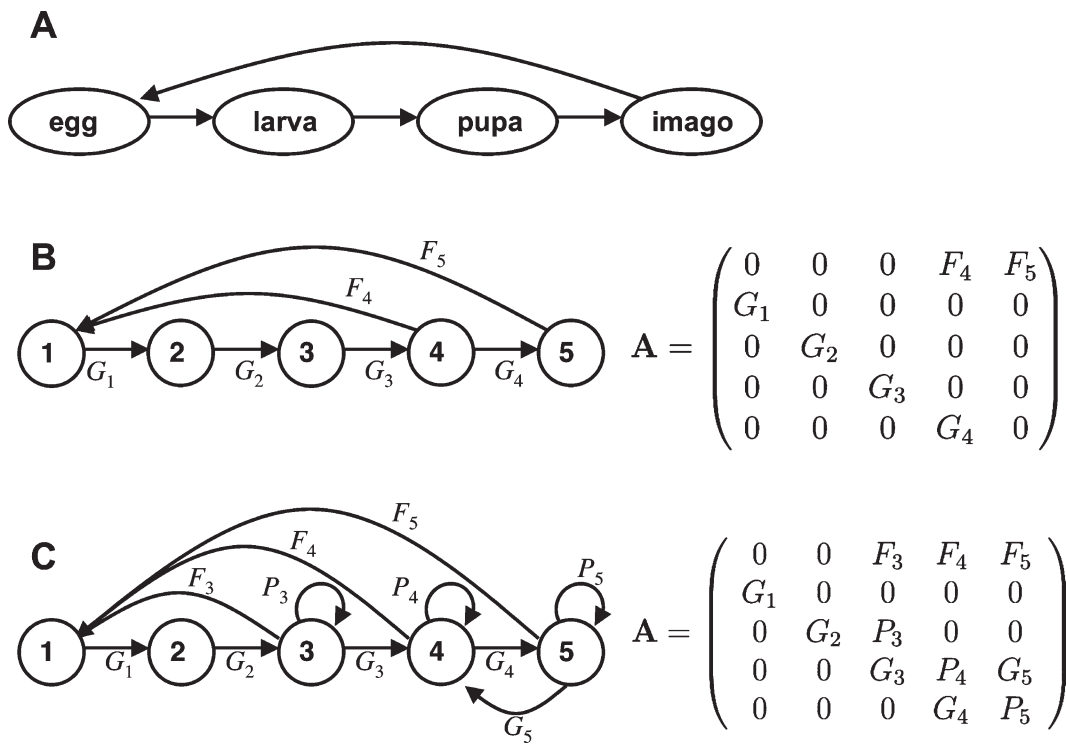 A
egg larva pupa imago
B
F5
F4
1 2 3 4 5
G1 G2 G3 G4
A =
0 0 0 F4 F5
G1 0 0 0 0
0 G2 0 0 0
0 0 G3 0 0
0 0 0 G4 0
C
F5
F4
F3 P3 P4 P5
1 2 3 4 5
G1 G2 G3 G4
G5
A =
0 0 F3 F4 F5
G1 0 0 0 0
0 G2 P3 0 0
0 0 G3 P4 G5
0 0 0 G4 P5